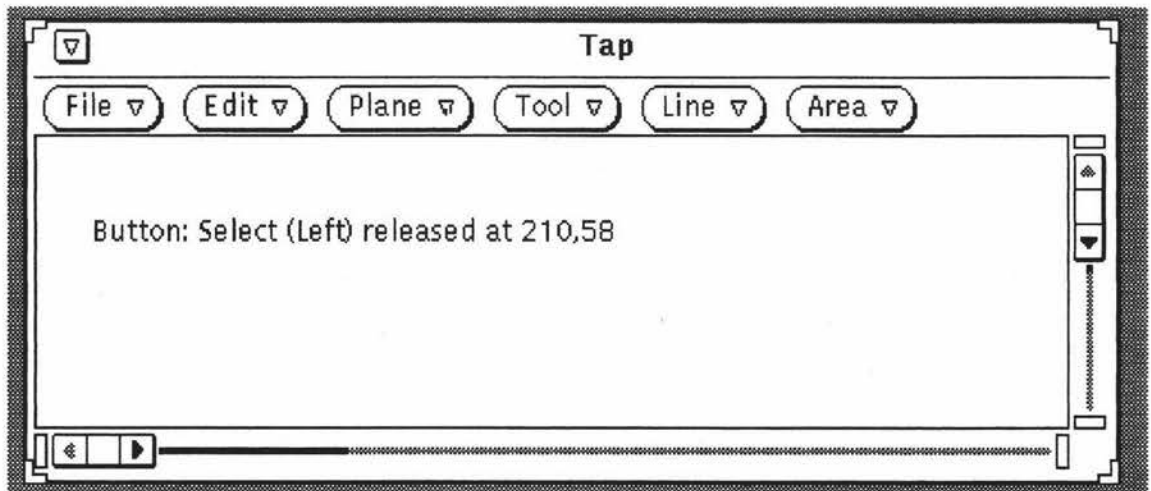 Tap
File Edit Plane Tool Line Area
Button: Select (Left) released at 210,58